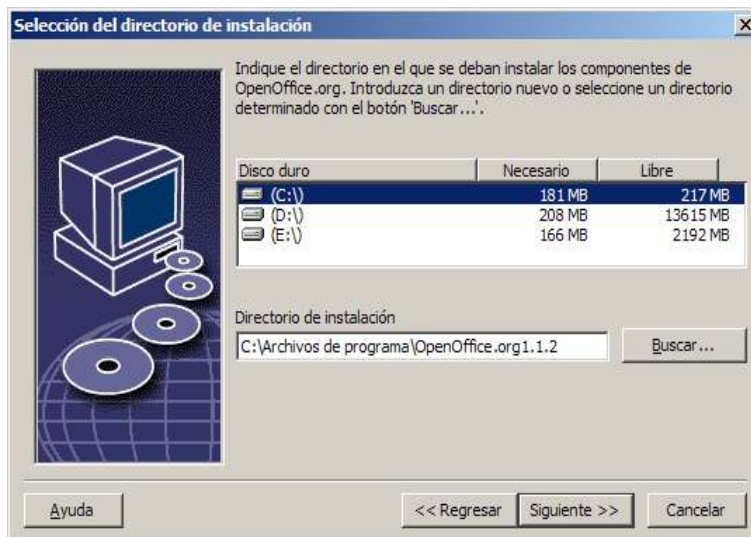 Selección del directorio de instalación
Indique el directorio en el que se deban instalar los componentes de
OpenOffice.org. Introduzca un directorio nuevo o seleccione un directorio
determinado con el botón 'Buscar...'.
Disco duro Necesario Libre
(C:\) 181 MB 217 MB
(D:\) 208 MB 13615 MB
(E:\) 166 MB 2192 MB
Directorio de instalación
C:\Archivos de programa\OpenOffice.org1.1.2 Buscar...
Ayuda << Regresar Siguiente >> Cancelar